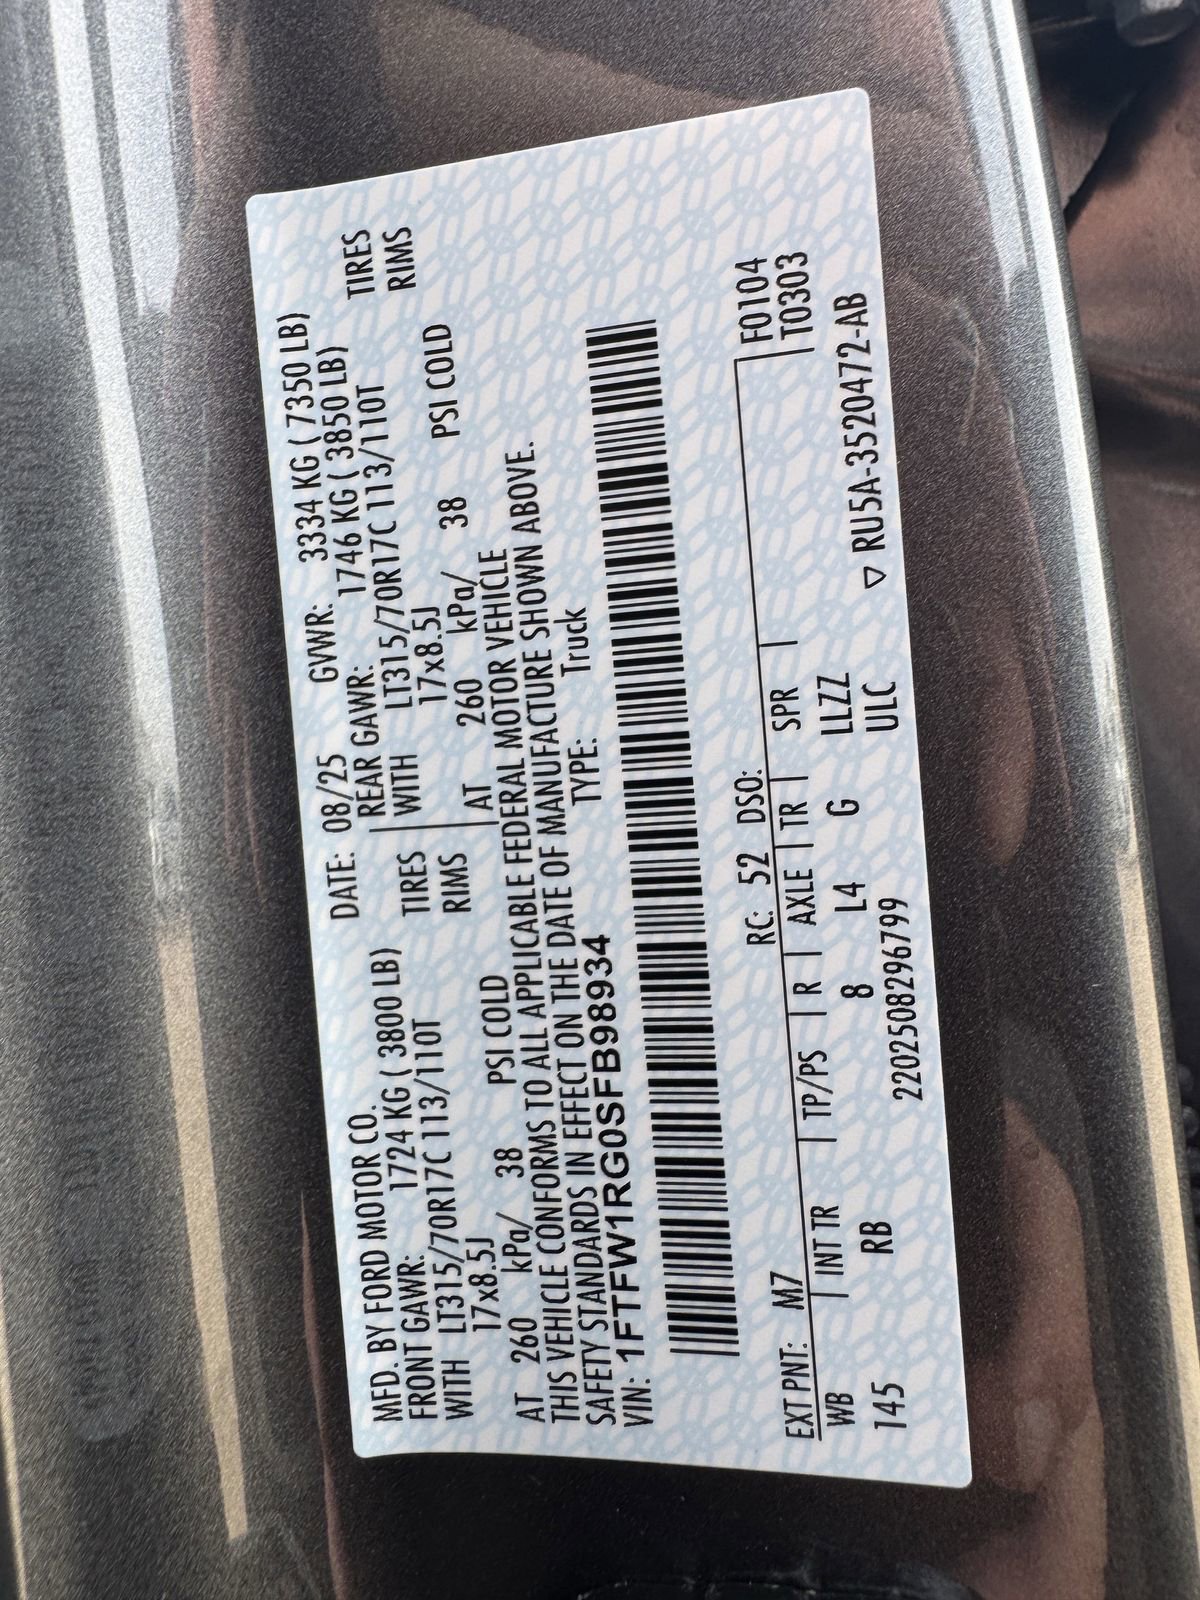 MFD. BY FORD MOTOR CO. DATE: 08/25 GVWR: 3334 KG ( 7350 LB)
FRONT GAWR: 1724 KG ( 3800 LB) REAR GAWR: 1746 KG ( 3850 LB)
WITH LT315/70R17C 113/110T TIRES WITH LT315/70R17C 113/110T TIRES
17x8.5J RIMS 17x8.5J RIMS
AT 260 kPa/ 38 PSI COLD AT 260 kPa/ 38 PSI COLD
THIS VEHICLE CONFORMS TO ALL APPLICABLE FEDERAL MOTOR VEHICLE
SAFETY STANDARDS IN EFFECT ON THE DATE OF MANUFACTURE SHOWN ABOVE.
VIN: 1FTFW1RG0SFB98934 TYPE: Truck
EXT PNT: M7 RC: 52 DSO: F0104
WB INT TR TP/PS R AXLE TR SPR T0303
145 RB 8 L4 G LLZZ
2202508296799 ULC ▽ RU5A-3520472-AB